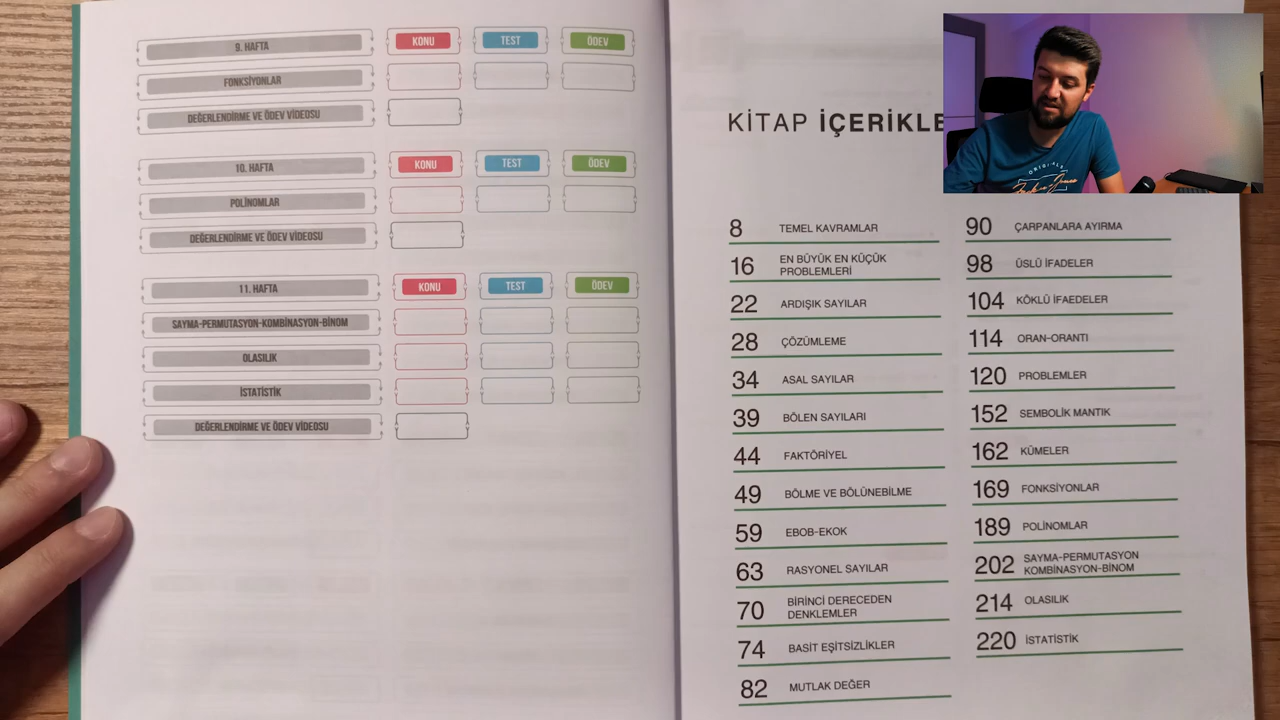 9. HAFTA
KONU
TEST
ÖDEV
FONKSİYONLAR
DEĞERLENDİRME VE ÖDEV VİDEOSU
10. HAFTA
KONU
TEST
ÖDEV
POLİNOMLAR
DEĞERLENDİRME VE ÖDEV VİDEOSU
11. HAFTA
KONU
TEST
ÖDEV
SAYMA-PERMUTASYON-KOMBİNASYON-BİNOM
OLASILIK
İSTATİSTİK
DEĞERLENDİRME VE ÖDEV VİDEOSU
KİTAP İÇERİKLE
8 TEMEL KAVRAMLAR
16 EN BÜYÜK EN KÜÇÜK
PROBLEMLERİ
22 ARDIŞIK SAYILAR
28 ÇÖZÜMLEME
34 ASAL SAYILAR
39 BÖLEN SAYILARI
44 FAKTÖRİYEL
49 BÖLME VE BÖLÜNEBİLME
59 EBOB-EKOK
63 RASYONEL SAYILAR
70 BİRİNCİ DERECEDEN
DENKLEMLER
74 BASİT EŞİTSİZLİKLER
82 MUTLAK DEĞER
90 ÇARPANLARA AYIRMA
98 ÜSLÜ İFADELER
104 KÖKLÜ İFAEDELER
114 ORAN-ORANTI
120 PROBLEMLER
152 SEMBOLİK MANTIK
162 KÜMELER
169 FONKSİYONLAR
189 POLİNOMLAR
202 SAYMA-PERMUTASYON
KOMBİNASYON-BİNOM
214 OLASILIK
220 İSTATİSTİK